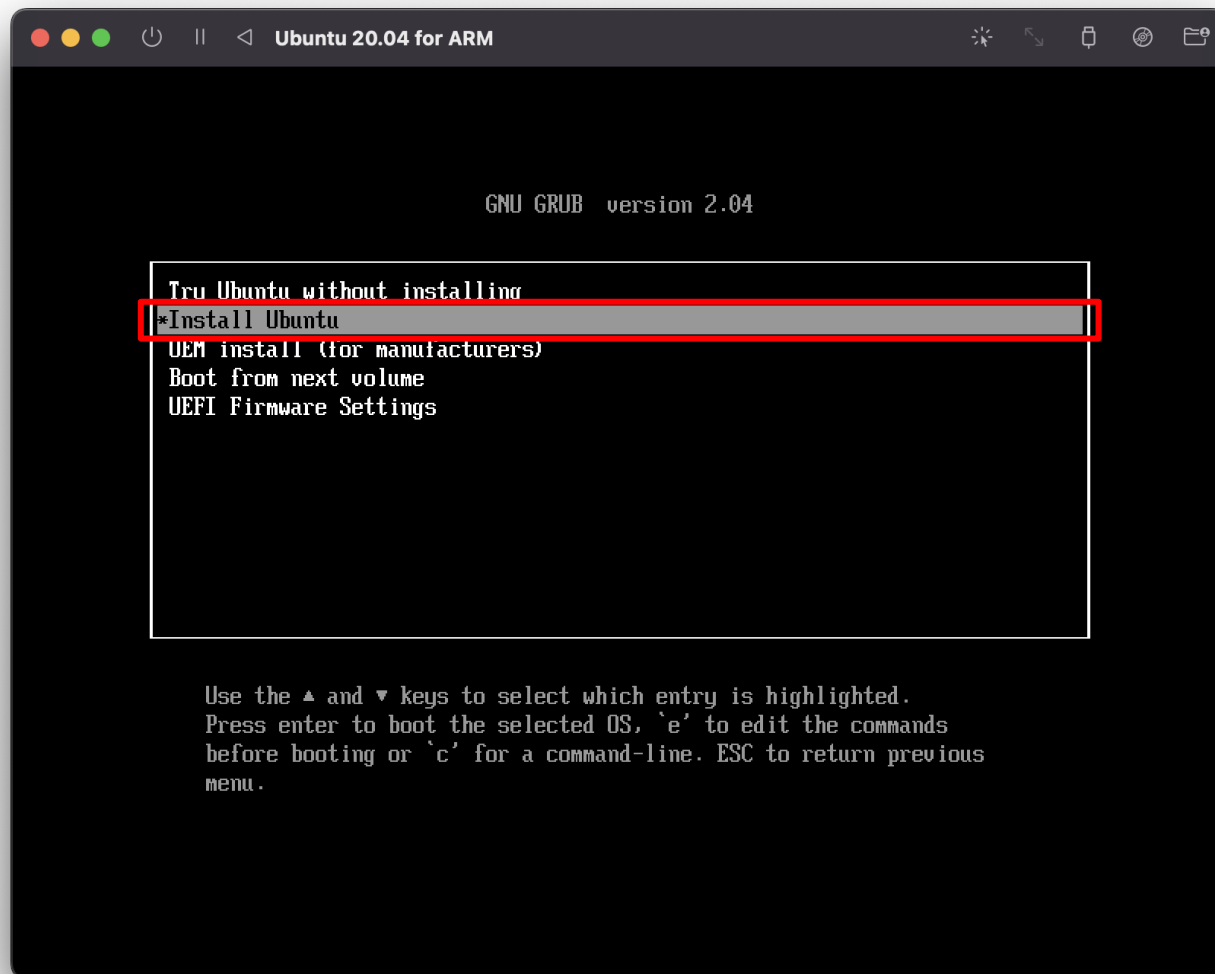 Ubuntu 20.04 for ARM
GNU GRUB version 2.04
Try Ubuntu without installing
*Install Ubuntu
OEM install (for manufacturers)
Boot from next volume
UEFI Firmware Settings
Use the ▲ and ▼ keys to select which entry is highlighted.
Press enter to boot the selected OS, `e' to edit the commands
before booting or `c' for a command-line. ESC to return previous
menu.